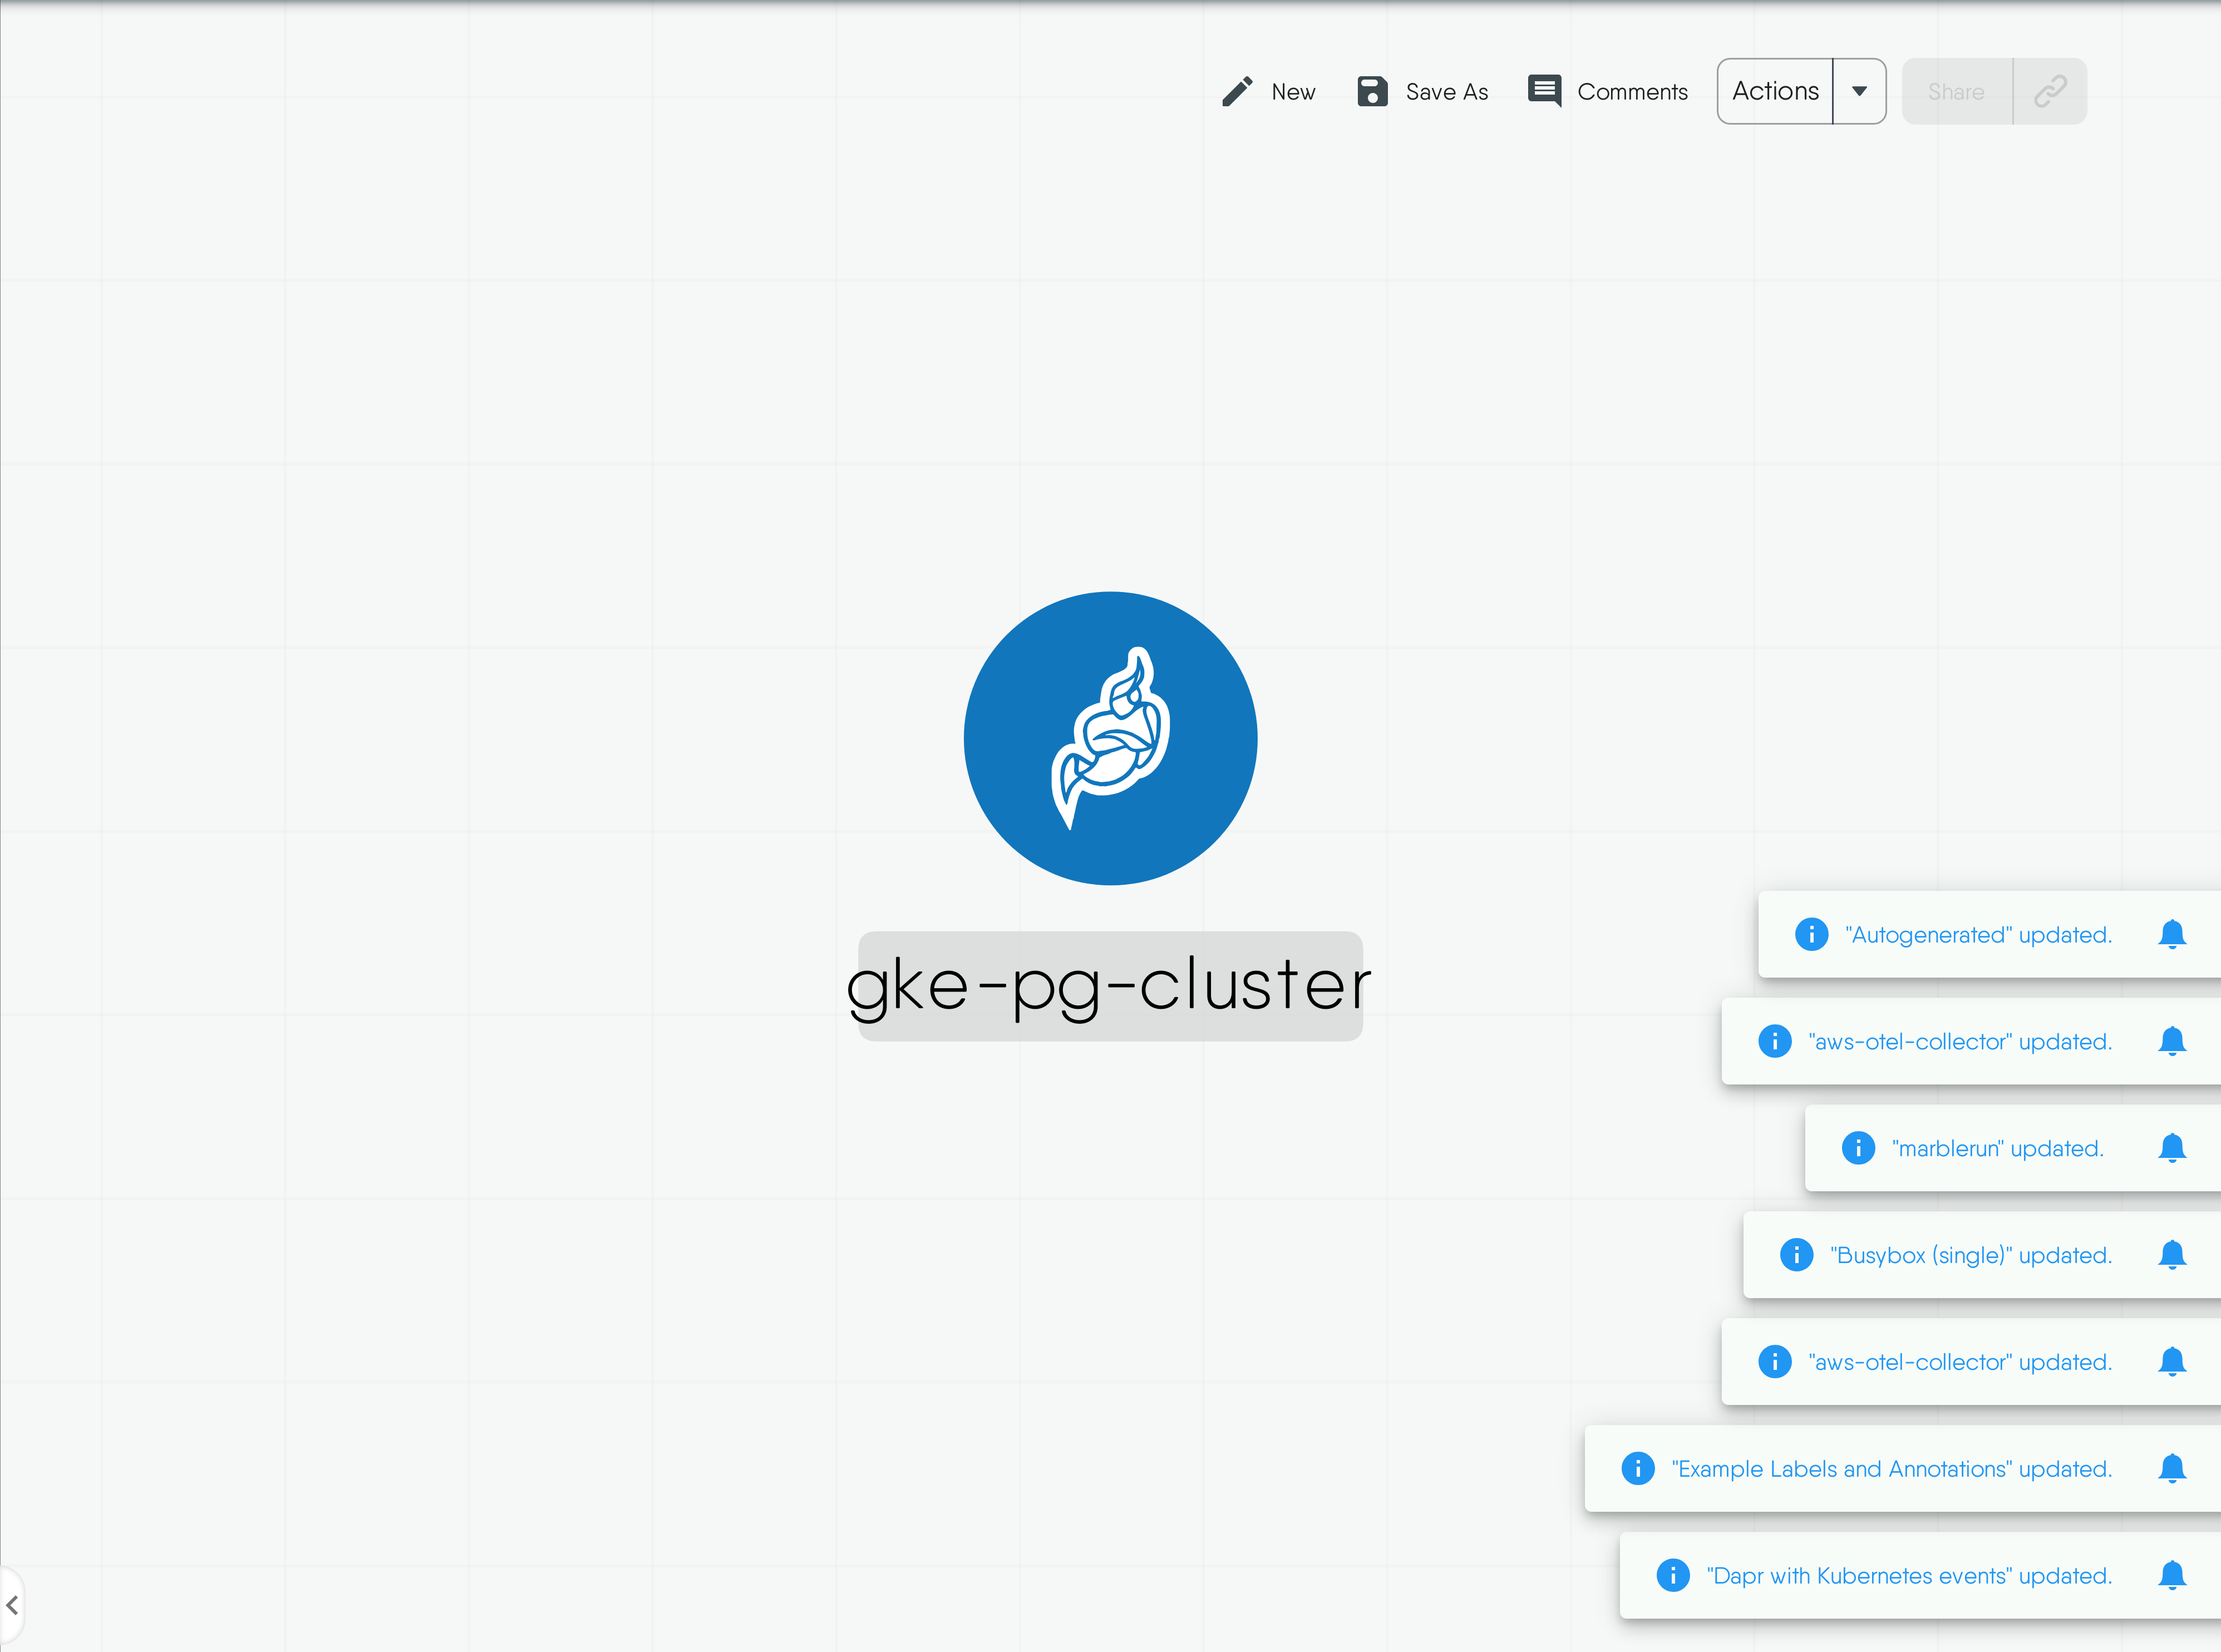 New Save As Comments Actions Share
gke-pg-cluster
"Autogenerated" updated.
"aws-otel-collector" updated.
"marblerun" updated.
"Busybox (single)" updated.
"aws-otel-collector" updated.
"Example Labels and Annotations" updated.
"Dapr with Kubernetes events" updated.